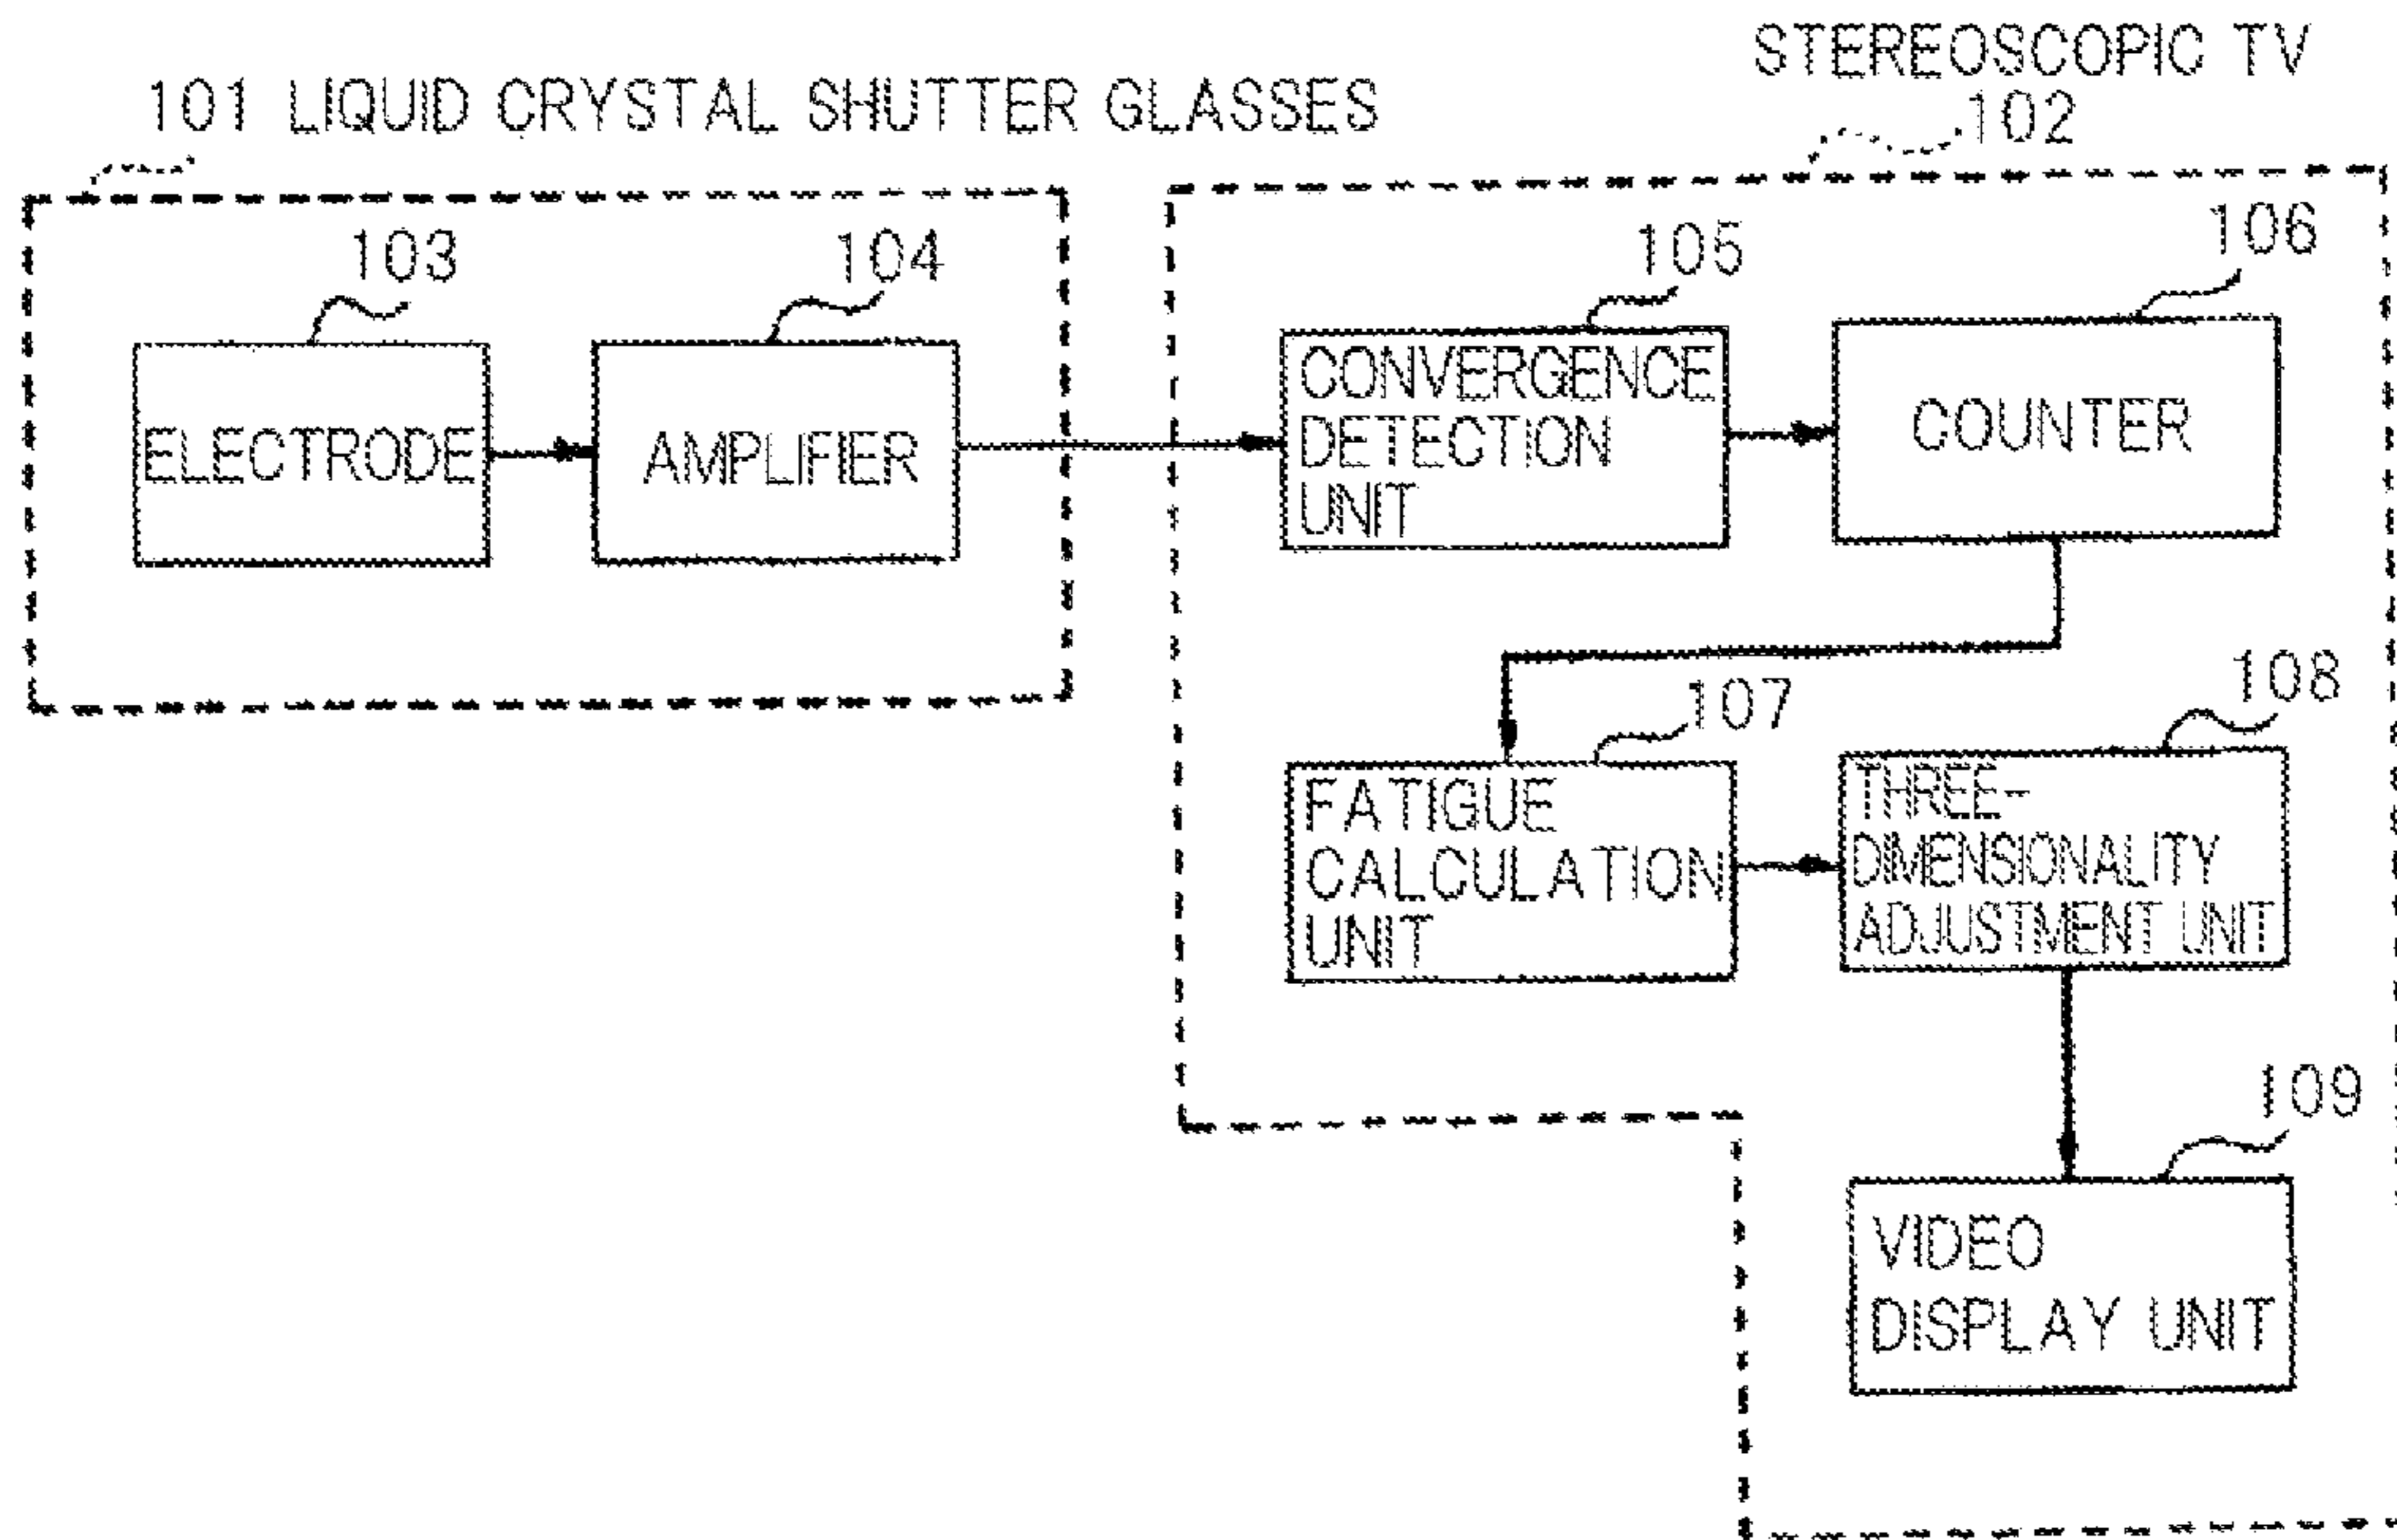 STEREOSCOPIC TV
102
101 LIQUID CRYSTAL SHUTTER GLASSES
103
104
105
106
ELECTRODE
AMPLIFIER
CONVERGENCE
DETECTION
UNIT
COUNTER
107
108
FATIGUE
CALCULATION
UNIT
THREE-
DIMENSIONALITY
ADJUSTMENT UNIT
109
VIDEO
DISPLAY UNIT